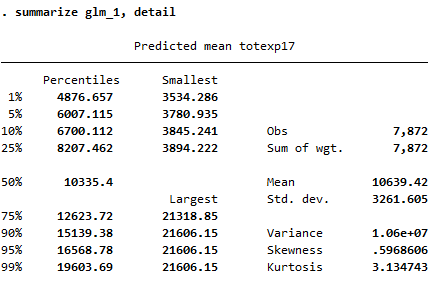 . summarize glm_1, detail
Predicted mean totexp17
Percentiles Smallest
1% 4876.657 3534.286
5% 6007.115 3780.935
10% 6700.112 3845.241 Obs 7,872
25% 8207.462 3894.222 Sum of wgt. 7,872
50% 10335.4 Mean 10639.42
Largest Std. dev. 3261.605
75% 12623.72 21318.85
90% 15139.38 21606.15 Variance 1.06e+07
95% 16568.78 21606.15 Skewness .5968606
99% 19603.69 21606.15 Kurtosis 3.134743